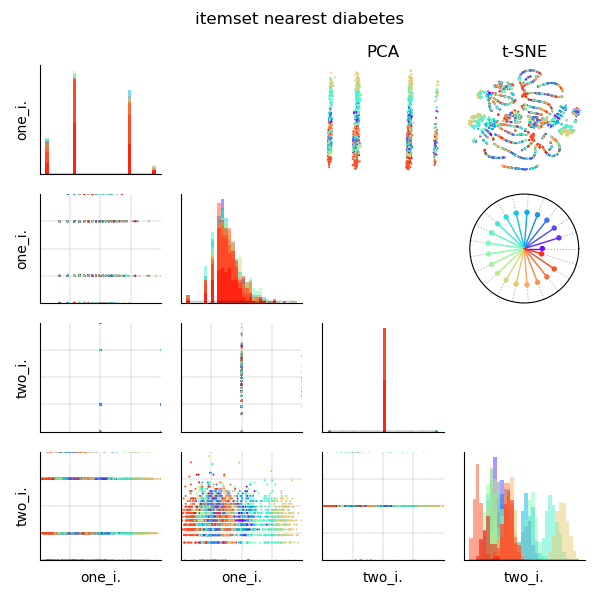 itemset nearest diabetes
PCA
t-SNE
one_i.
one_i.
two_i.
two_i.
one_i.
one_i.
two_i.
two_i.